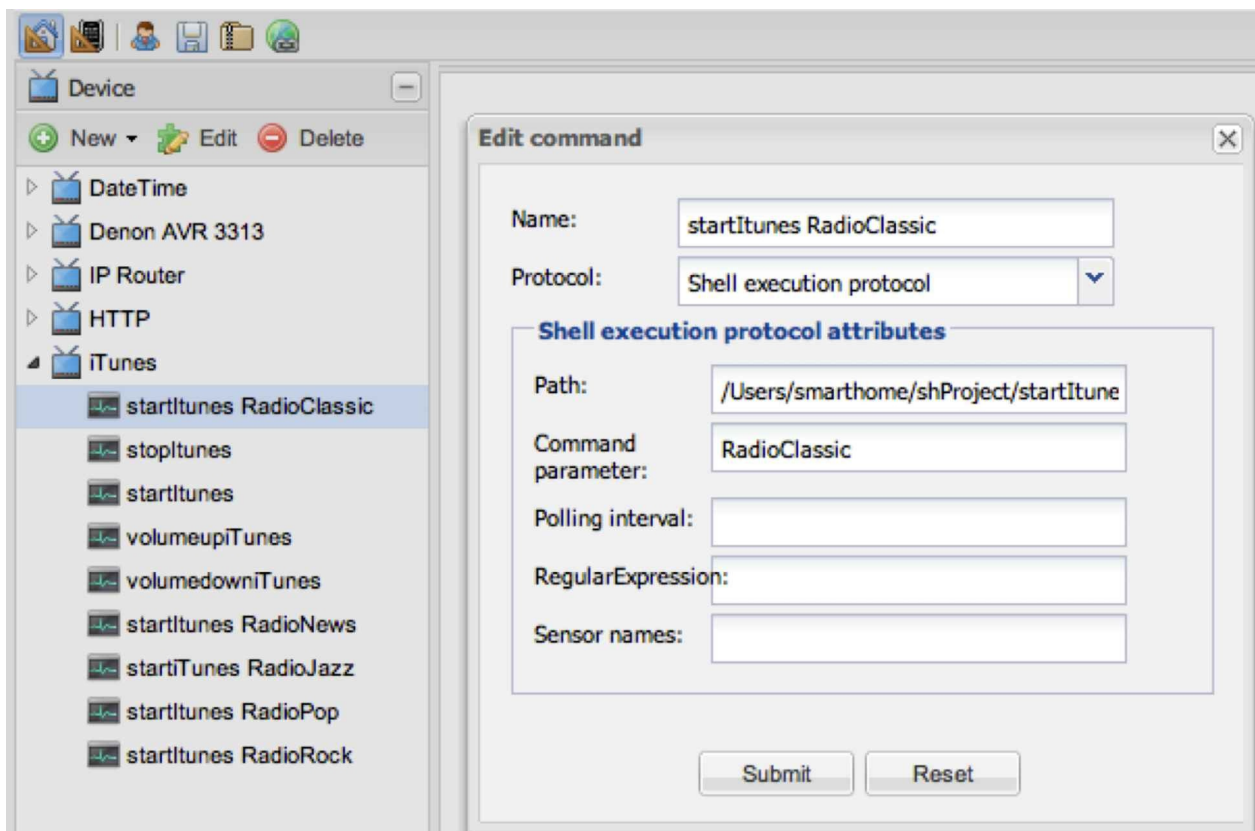 Device
New Edit Delete
DateTime
Denon AVR 3313
IP Router
HTTP
iTunes
startItunes RadioClassic
stopItunes
startItunes
volumeupiTunes
volumedowniTunes
startItunes RadioNews
startiTunes RadioJazz
startItunes RadioPop
startItunes RadioRock
Edit command
Name: startItunes RadioClassic
Protocol: Shell execution protocol
Shell execution protocol attributes
Path: /Users/smarthome/shProject/startItune
Command
parameter: RadioClassic
Polling interval:
RegularExpression:
Sensor names:
Submit Reset